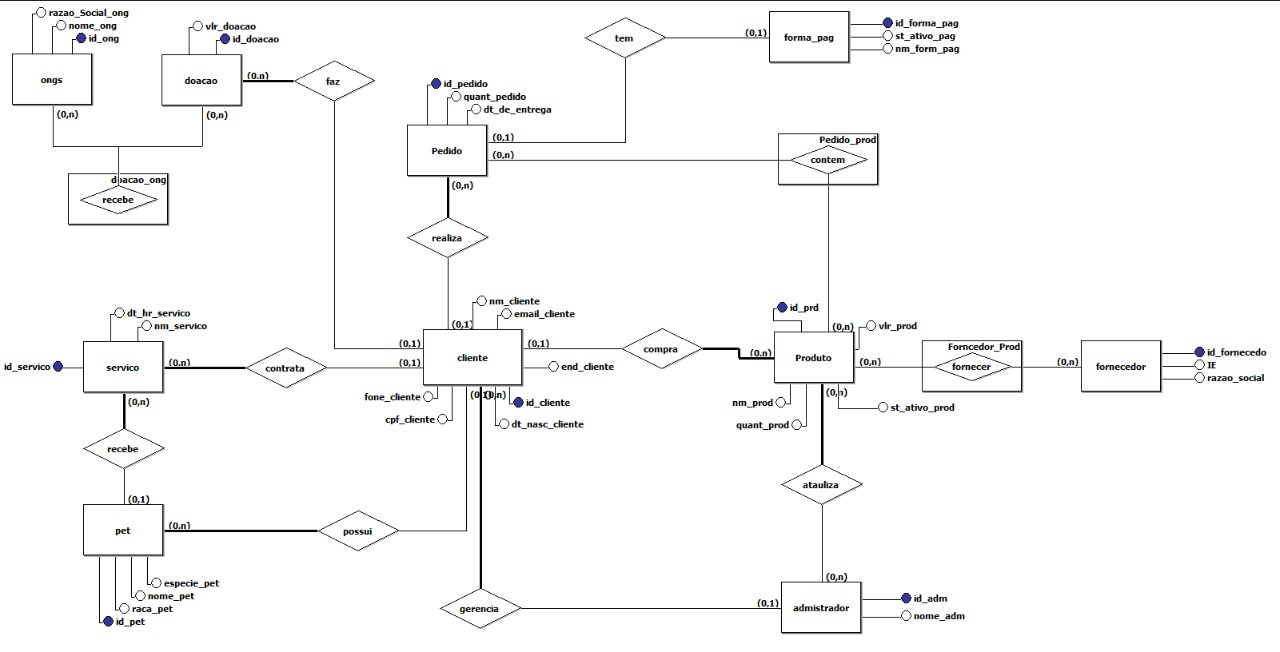 razao_Social_ong
nome_ong
id_ong
ongs
(0,n)
vlr_doacao
id_doacao
doacao
(0,n)
(0,n)
faz
doacao_ong
recebe
id_pedido
quant_pedido
dt_de_entrega
Pedido
(0,1)
(0,n)
(0,n)
tem
(0,1)
forma_pag
id_forma_pag
st_ativo_pag
nm_form_pag
Pedido_prod
contem
realiza
dt_hr_servico
nm_servico
id_servico
servico
(0,n)
(0,n)
contrata
(0,1)
(0,1)
nm_cliente
email_cliente
(0,1)
cliente
(0,1)
end_cliente
fone_cliente
cpf_cliente
(0,n)
id_cliente
dt_nasc_cliente
compra
(0,n)
id_prd
(0,n)
vlr_prod
Produto
(0,n)
nm_prod
quant_prod
(0,n)
st_ativo_prod
Forncedor_Prod
fornecer
(0,n)
fornecedor
id_fornecedo
IE
razao_social
recebe
(0,1)
pet
(0,n)
possui
especie_pet
nome_pet
raca_pet
id_pet
atauliza
(0,n)
gerencia
(0,1)
admistrador
id_adm
nome_adm